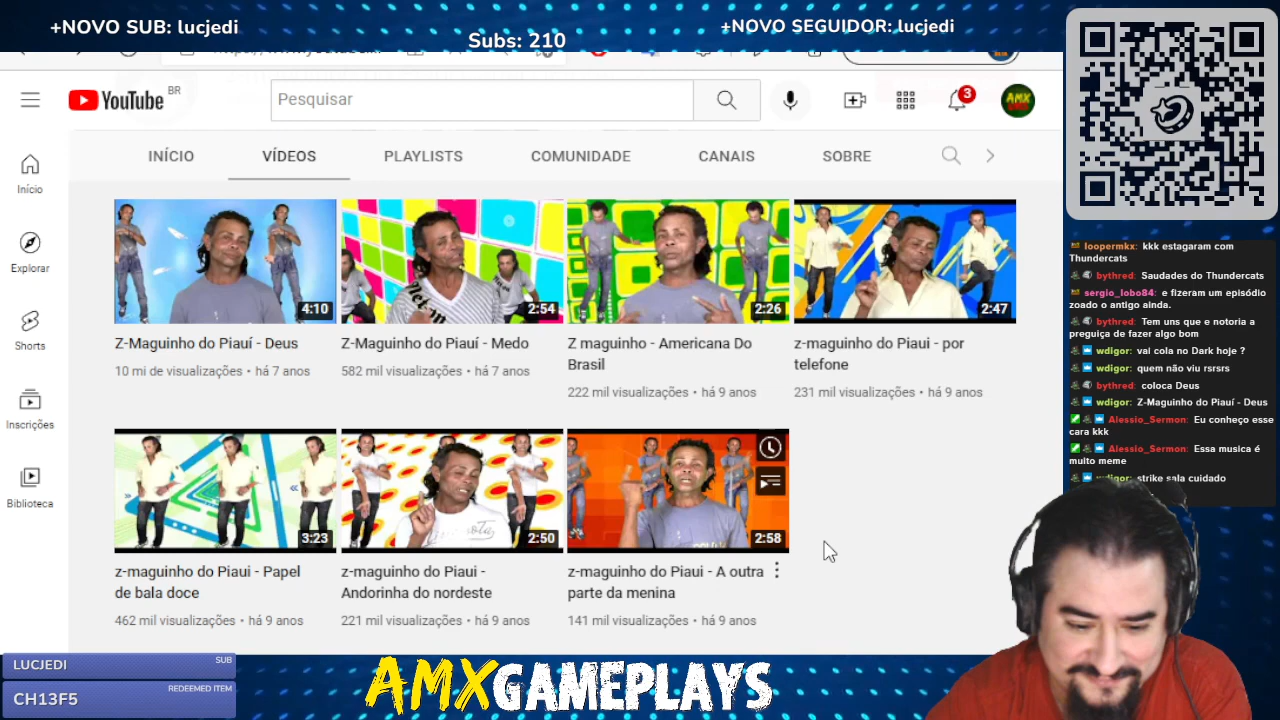 +NOVO SUB: lucjedi
Subs: 210
+NOVO SEGUIDOR: lucjedi
YouTube BR
Pesquisar
3
AMX
INÍCIO
VÍDEOS
PLAYLISTS
COMUNIDADE
CANAIS
SOBRE
Início
Explorar
Shorts
Inscrições
Biblioteca
4:10
Z-Maguinho do Piauí - Deus
10 mi de visualizações • há 7 anos
2:54
Z-Maguinho do Piauí - Medo
582 mil visualizações • há 7 anos
2:26
Z maguinho - Americana Do
Brasil
222 mil visualizações • há 9 anos
2:47
z-maguinho do Piaui - por
telefone
231 mil visualizações • há 9 anos
3:23
z-maguinho do Piaui - Papel
de bala doce
462 mil visualizações • há 9 anos
2:50
z-maguinho do Piaui -
Andorinha do nordeste
221 mil visualizações • há 9 anos
2:58
z-maguinho do Piaui - A outra
parte da menina
141 mil visualizações • há 9 anos
loopermkx: kkk estagaram com
Thundercats
bythred: Saudades do Thundercats
sergio_lobo84: e fizeram um episódio
zoado o antigo ainda.
bythred: Tem uns que e notoria a
preguiça de fazer algo bom
wdigor: vai cola no Dark hoje ?
wdigor: quem não viu rsrsrs
bythred: coloca Deus
wdigor: Z-Maguinho do Piauí - Deus
Alessio_Sermon: Eu conheço esse
cara kkk
Alessio_Sermon: Essa musica é
muito meme
wdigor: strike sala cuidado
LUCJEDI
SUB
CH13F5
REDEEMED ITEM
AMXGAMEPLAYS